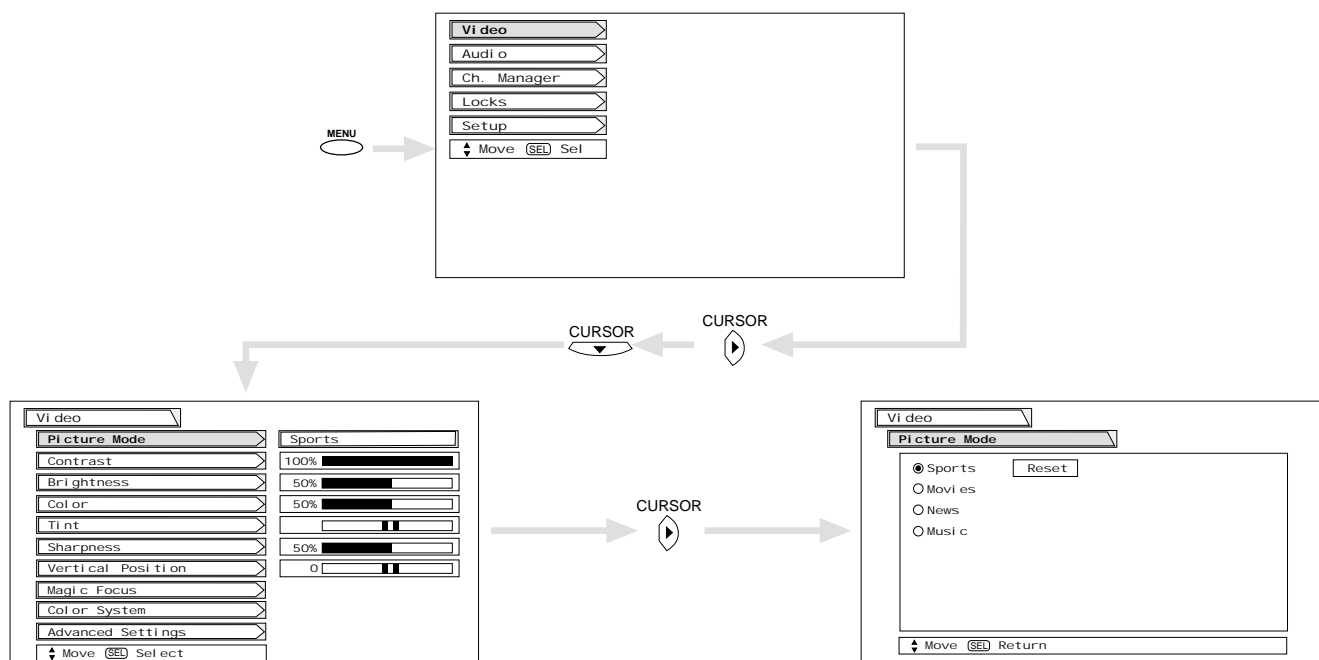 Video
Audio
Ch. Manager
Locks
Setup
Move SEL Sel
MENU
CURSOR
CURSOR
Video
Picture Mode Sports
Contrast 100%
Brightness 50%
Color 50%
Tint
Sharpness 50%
Vertical Position 0
Magic Focus
Color System
Advanced Settings
Move SEL Select
CURSOR
Video
Picture Mode
Sports Reset
Movies
News
Music
Move SEL Return